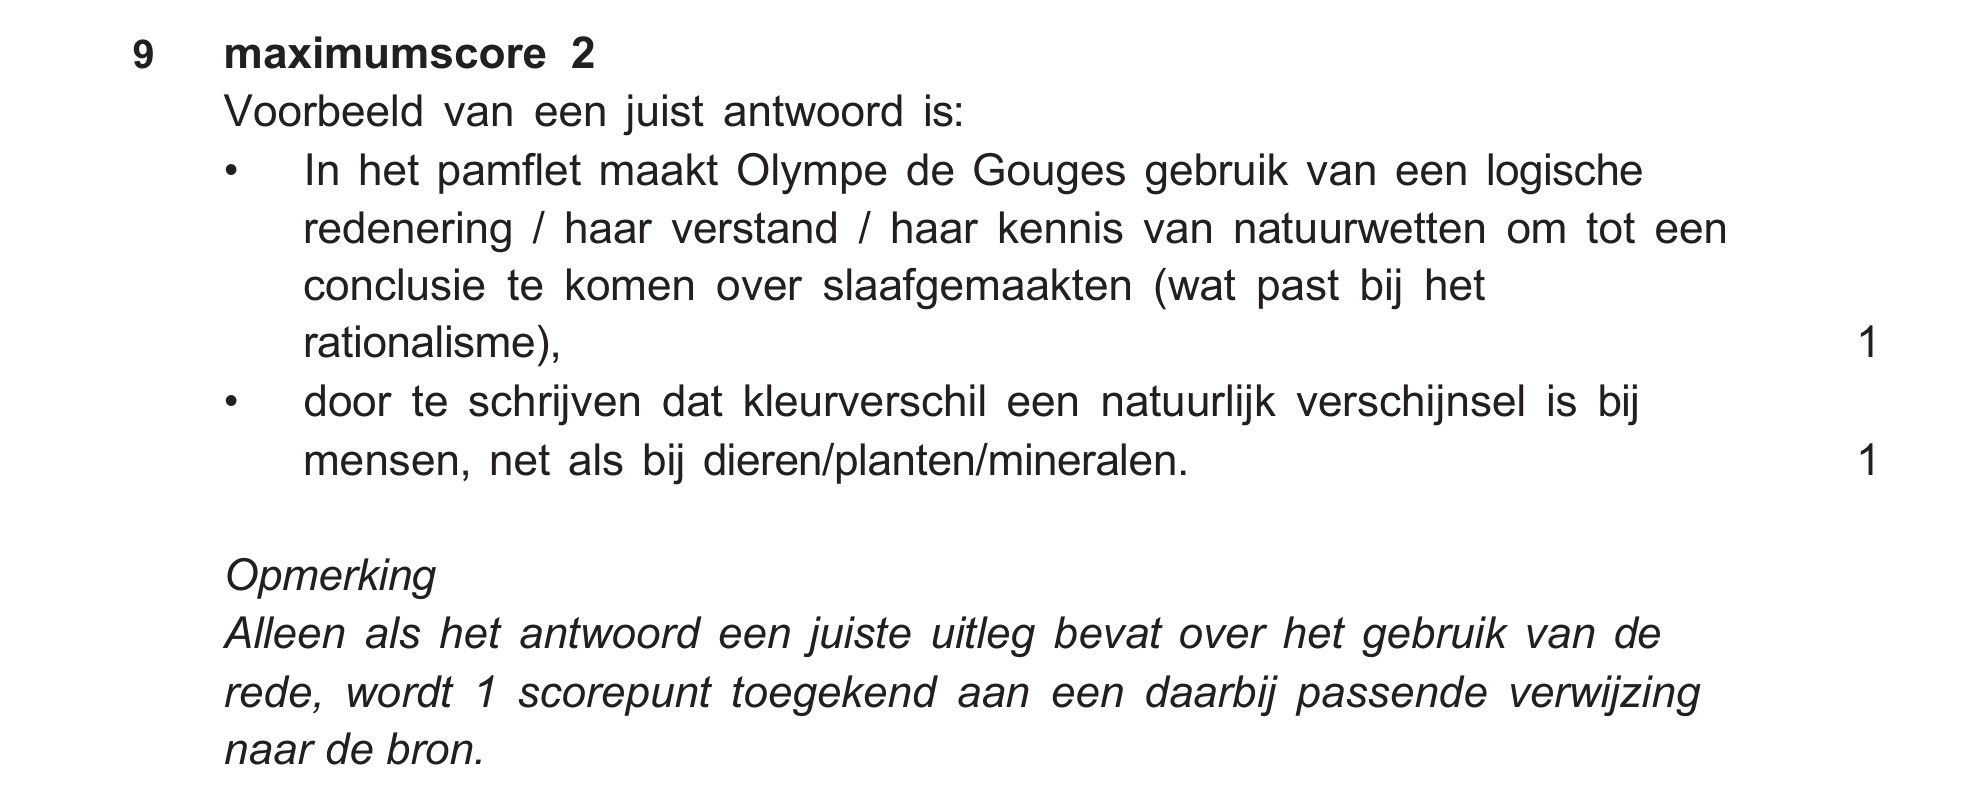 9 maximumscore 2
Voorbeeld van een juist antwoord is:
• In het pamflet maakt Olympe de Gouges gebruik van een logische
redenering / haar verstand / haar kennis van natuurwetten om tot een
conclusie te komen over slaafgemaakten (wat past bij het
rationalisme), 1
• door te schrijven dat kleurverschil een natuurlijk verschijnsel is bij
mensen, net als bij dieren/planten/mineralen. 1
Opmerking
Alleen als het antwoord een juiste uitleg bevat over het gebruik van de
rede, wordt 1 scorepunt toegekend aan een daarbij passende verwijzing
naar de bron.